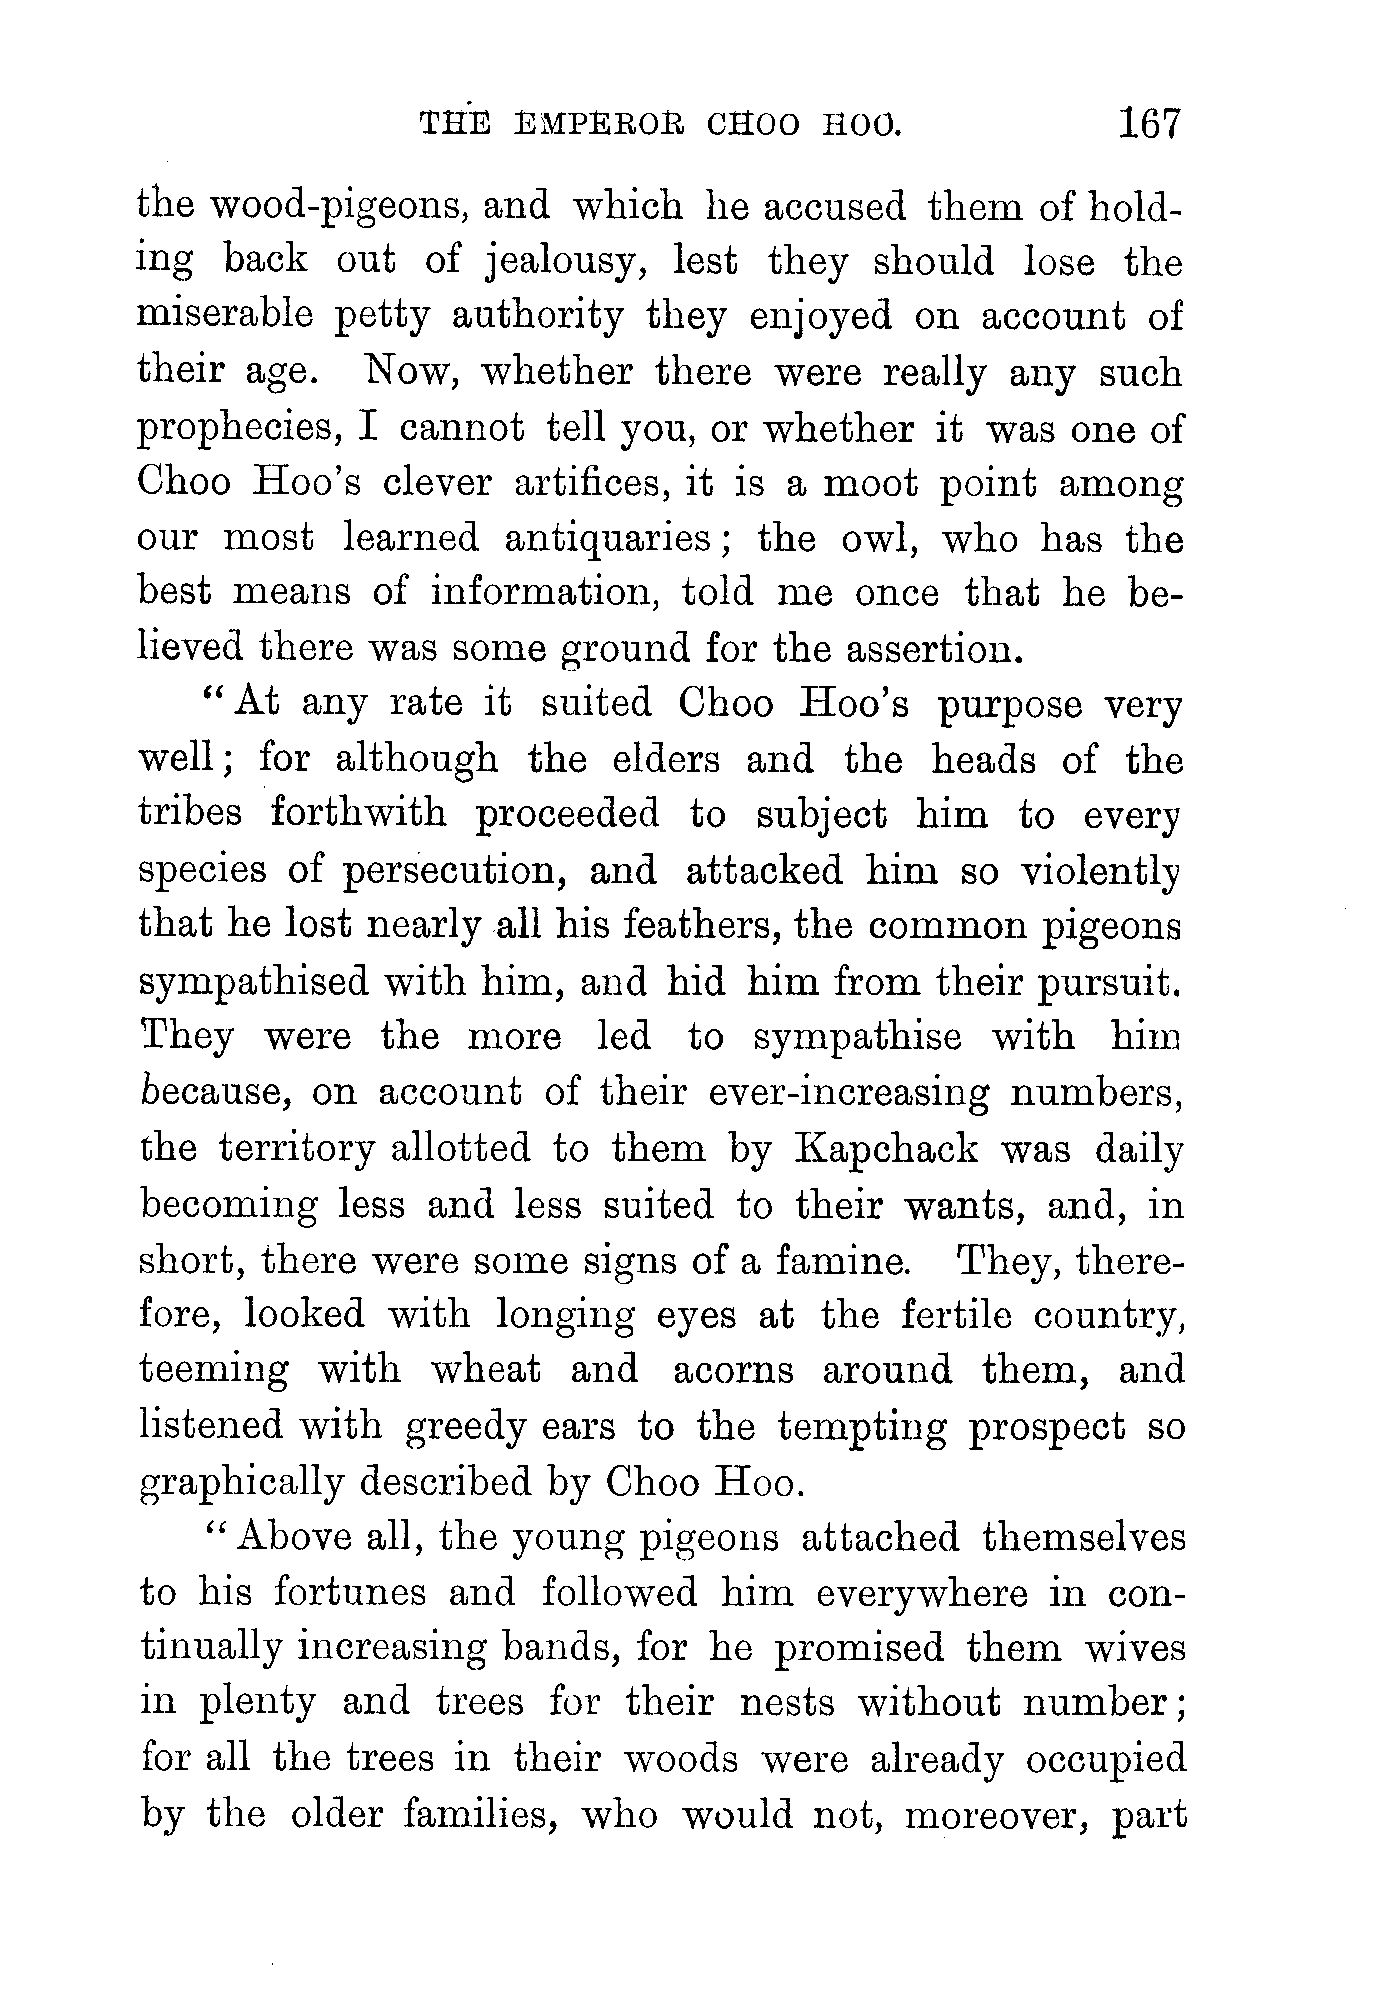 THE EMPEROR CHOO HOO. 167
the wood-pigeons, and which he accused them of hold-
ing back out of jealousy, lest they should lose the
miserable petty authority they enjoyed on account of
their age. Now, whether there were really any such
prophecies, I cannot tell you, or whether it was one of
Choo Hoo's clever artifices, it is a moot point among
our most learned antiquaries; the owl, who has the
best means of information, told me once that he be-
lieved there was some ground for the assertion.
"At any rate it suited Choo Hoo's purpose very
well; for although the elders and the heads of the
tribes forthwith proceeded to subject him to every
species of persecution, and attacked him so violently
that he lost nearly all his feathers, the common pigeons
sympathised with him, and hid him from their pursuit.
They were the more led to sympathise with him
because, on account of their ever-increasing numbers,
the territory allotted to them by Kapchack was daily
becoming less and less suited to their wants, and, in
short, there were some signs of a famine. They, there-
fore, looked with longing eyes at the fertile country,
teeming with wheat and acorns around them, and
listened with greedy ears to the tempting prospect so
graphically described by Choo Hoo.
"Above all, the young pigeons attached themselves
to his fortunes and followed him everywhere in con-
tinually increasing bands, for he promised them wives
in plenty and trees for their nests without number;
for all the trees in their woods were already occupied
by the older families, who would not, moreover, part